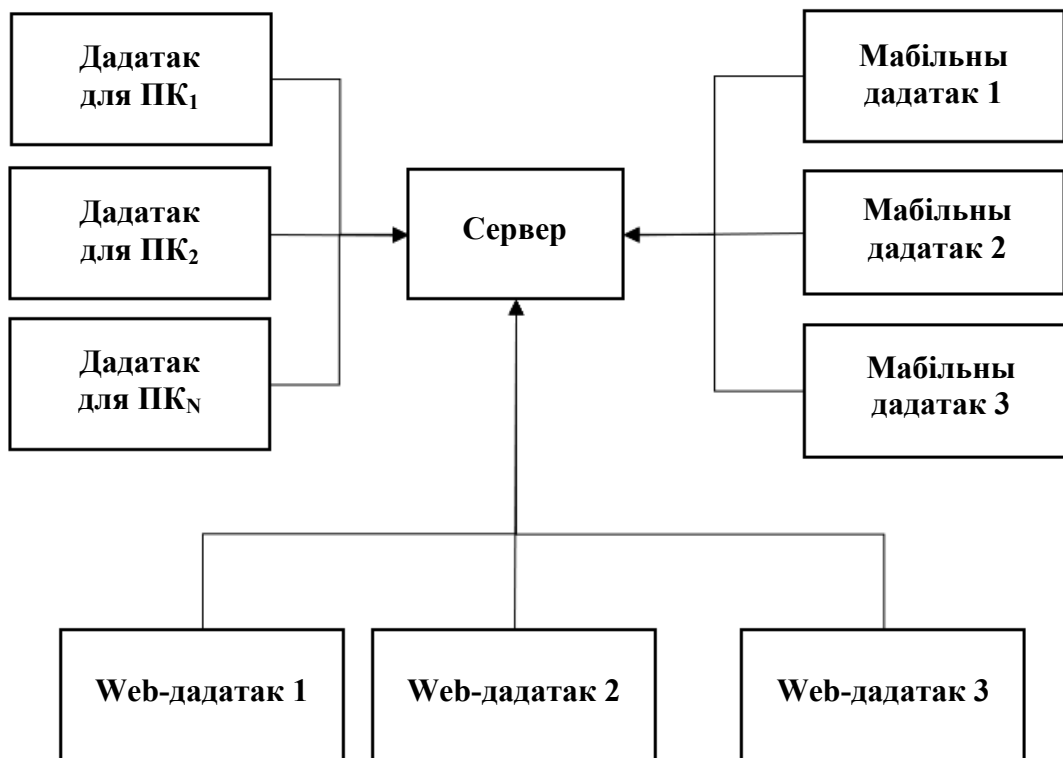 Дадатак
для ПК₁
Дадатак
для ПК₂
Дадатак
для ПКN
Сервер
Мабільны
дадатак 1
Мабільны
дадатак 2
Мабільны
дадатак 3
Web-дадатак 1
Web-дадатак 2
Web-дадатак 3